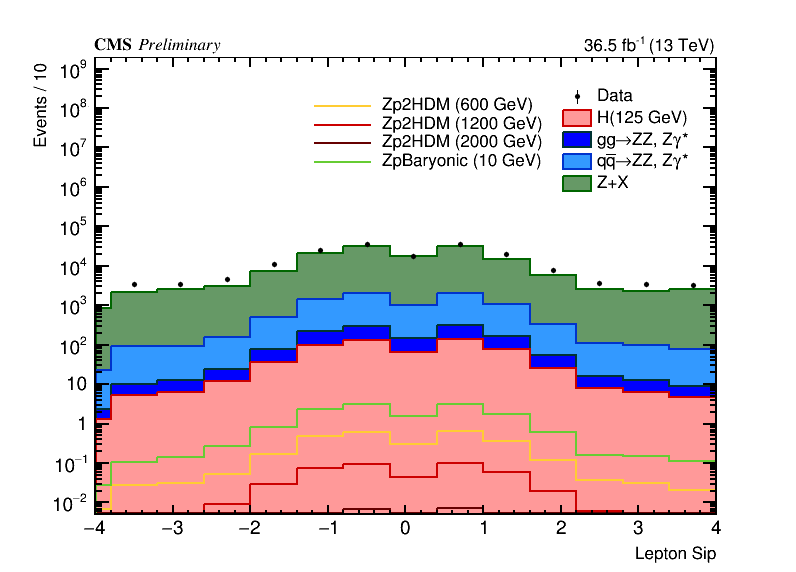 CMS Preliminary 36.5 fb⁻¹ (13 TeV)
Events / 10
10⁹
10⁸
10⁷
10⁶
10⁵
10⁴
10³
10²
10
1
10⁻¹
10⁻²
Zp2HDM (600 GeV)
Zp2HDM (1200 GeV)
Zp2HDM (2000 GeV)
ZpBaryonic (10 GeV)
Data
H(125 GeV)
gg→ZZ, Zγ*
qq̅→ZZ, Zγ*
Z+X
−4 −3 −2 −1 0 1 2 3 4
Lepton Sip